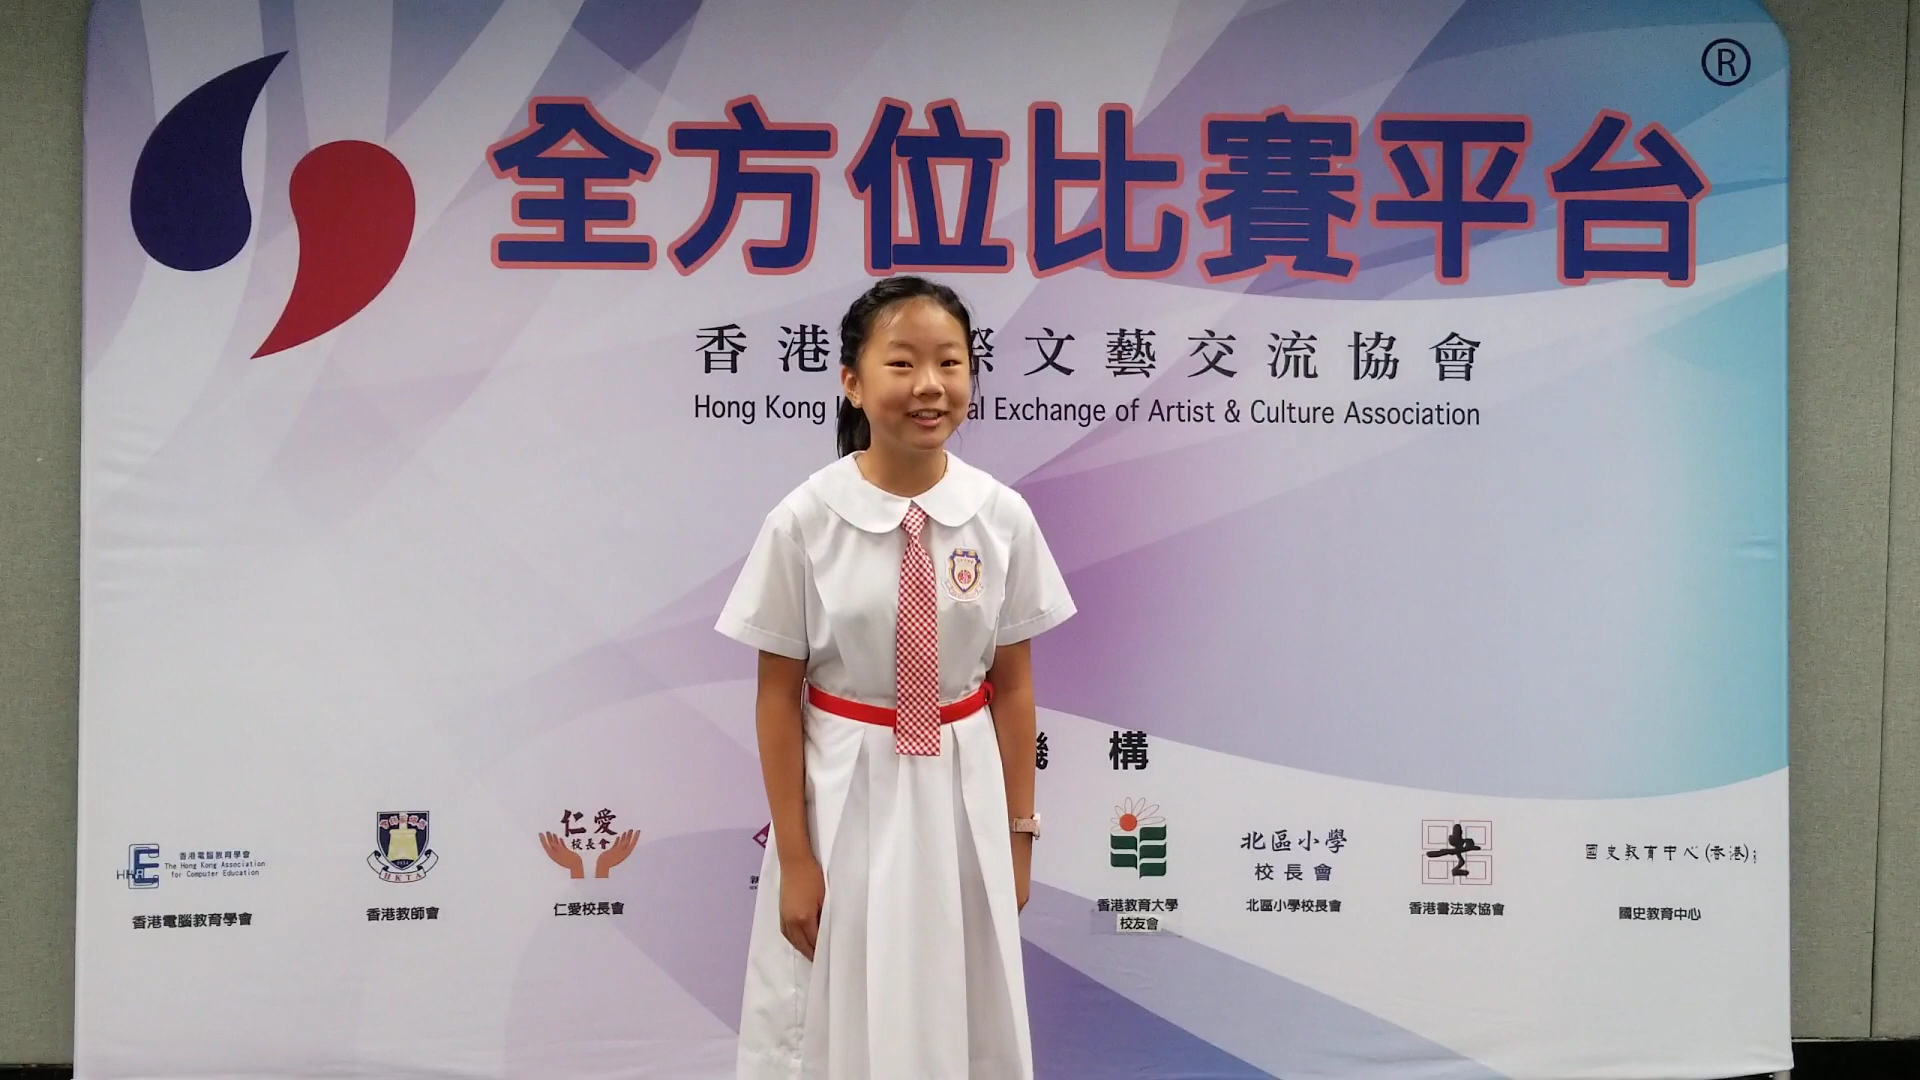 ®
全方位比賽平台
香港 際文藝交流協會
Hong Kong I al Exchange of Artist & Culture Association
機 構
香港電腦教育學會
The Hong Kong Association
for Computer Education
香港電腦教育學會
1934
HKTA
香港教師會
仁愛
校長會
仁愛校長會
香港教育大學
校友會
北區小學
校長會
北區小學校長會
香港書法家協會
國史教育中心(香港)
國史教育中心